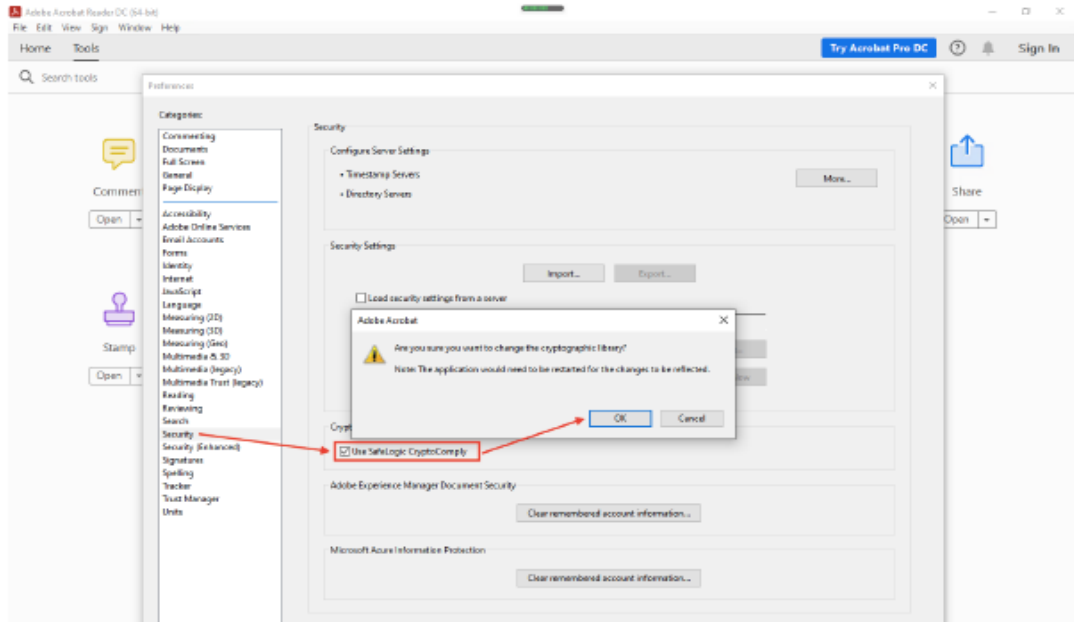 Adobe Acrobat Reader DC (64-bit)
File Edit View Sign Window Help
Home Tools
Try Acrobat Pro DC
Sign In
Search tools
Preferences
Categories:
Commenting
Documents
Full Screen
General
Page Display
Accessibility
Adobe Online Services
Email Accounts
Forms
Identity
Internet
JavaScript
Language
Measuring (2D)
Measuring (3D)
Measuring (Geo)
Multimedia & 3D
Multimedia (legacy)
Multimedia Trust (legacy)
Reading
Reviewing
Search
Security
Security (Enhanced)
Signatures
Spelling
Tracker
Trust Manager
Units
Security
Configure Server Settings
• Timestamp Servers
• Directory Servers
More...
Security Settings
Import...
Export...
Load security settings from a server
Adobe Acrobat
Are you sure you want to change the cryptographic library?
Note: The application would need to be restarted for the changes to be reflected.
OK
Cancel
Crypt
Use SafeLogic CryptoComply
Adobe Experience Manager Document Security
Clear remembered account information...
Microsoft Azure Information Protection
Clear remembered account information...
Commen
Open
Stamp
Open
Share
Open